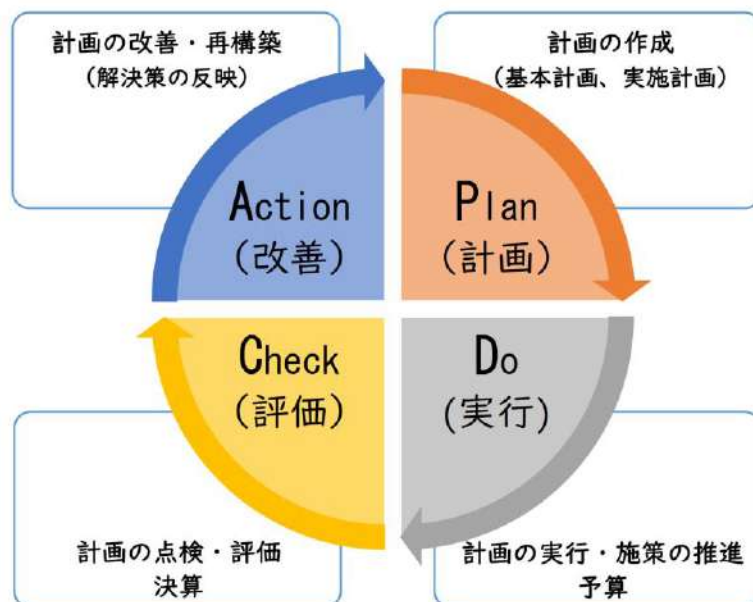 計画の改善・再構築
(解決策の反映)
計画の作成
(基本計画、実施計画)
Action
(改善)
Plan
(計画)
Check
(評価)
Do
(実行)
計画の点検・評価
決算
計画の実行・施策の推進
予算